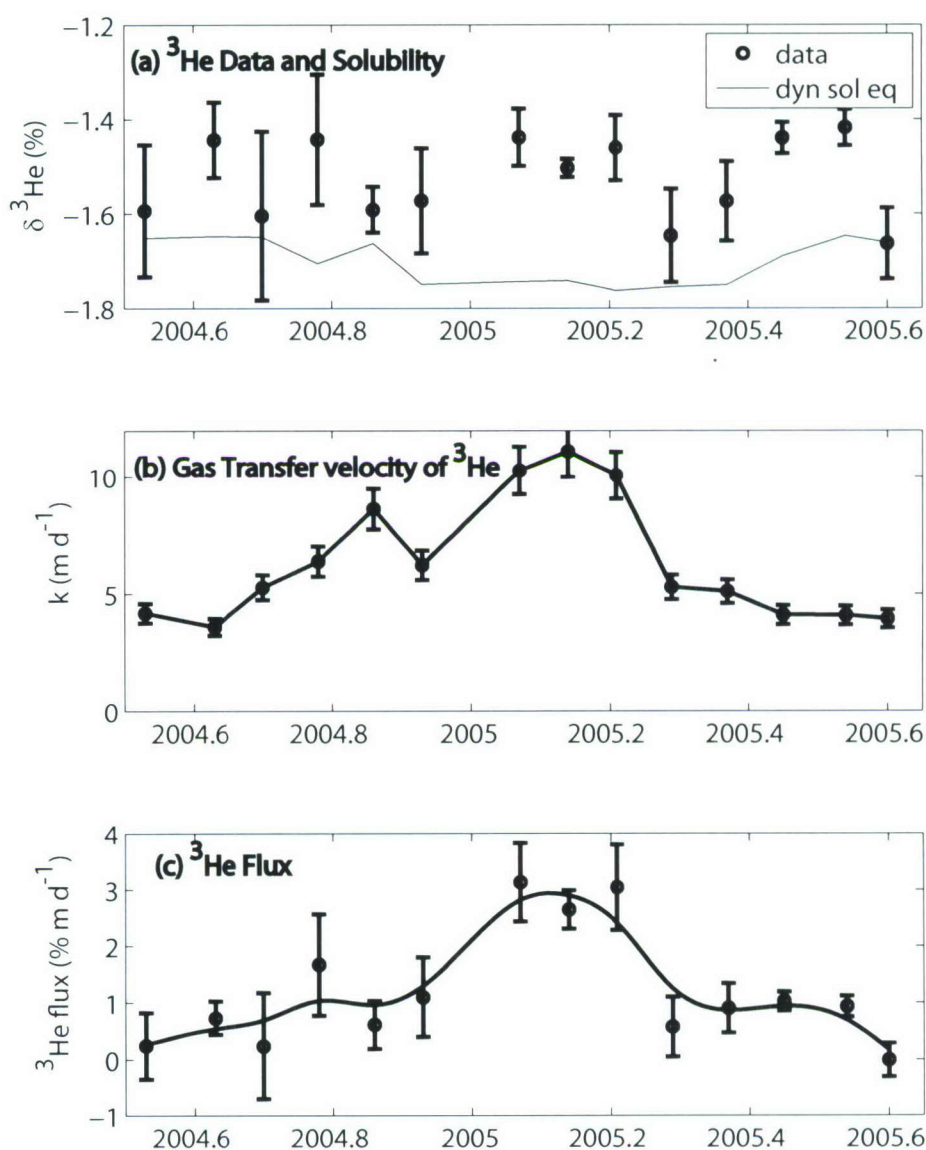 −1.2
(a) ³He Data and Solubility
data
dyn sol eq
−1.4
−1.6
−1.8
δ ³He (%)
2004.6 2004.8 2005 2005.2 2005.4 2005.6
(b) Gas Transfer velocity of ³He
10
5
0
k (m d⁻¹)
2004.6 2004.8 2005 2005.2 2005.4 2005.6
4
(c) ³He Flux
3
2
1
0
−1
³He flux (% m d⁻¹)
2004.6 2004.8 2005 2005.2 2005.4 2005.6